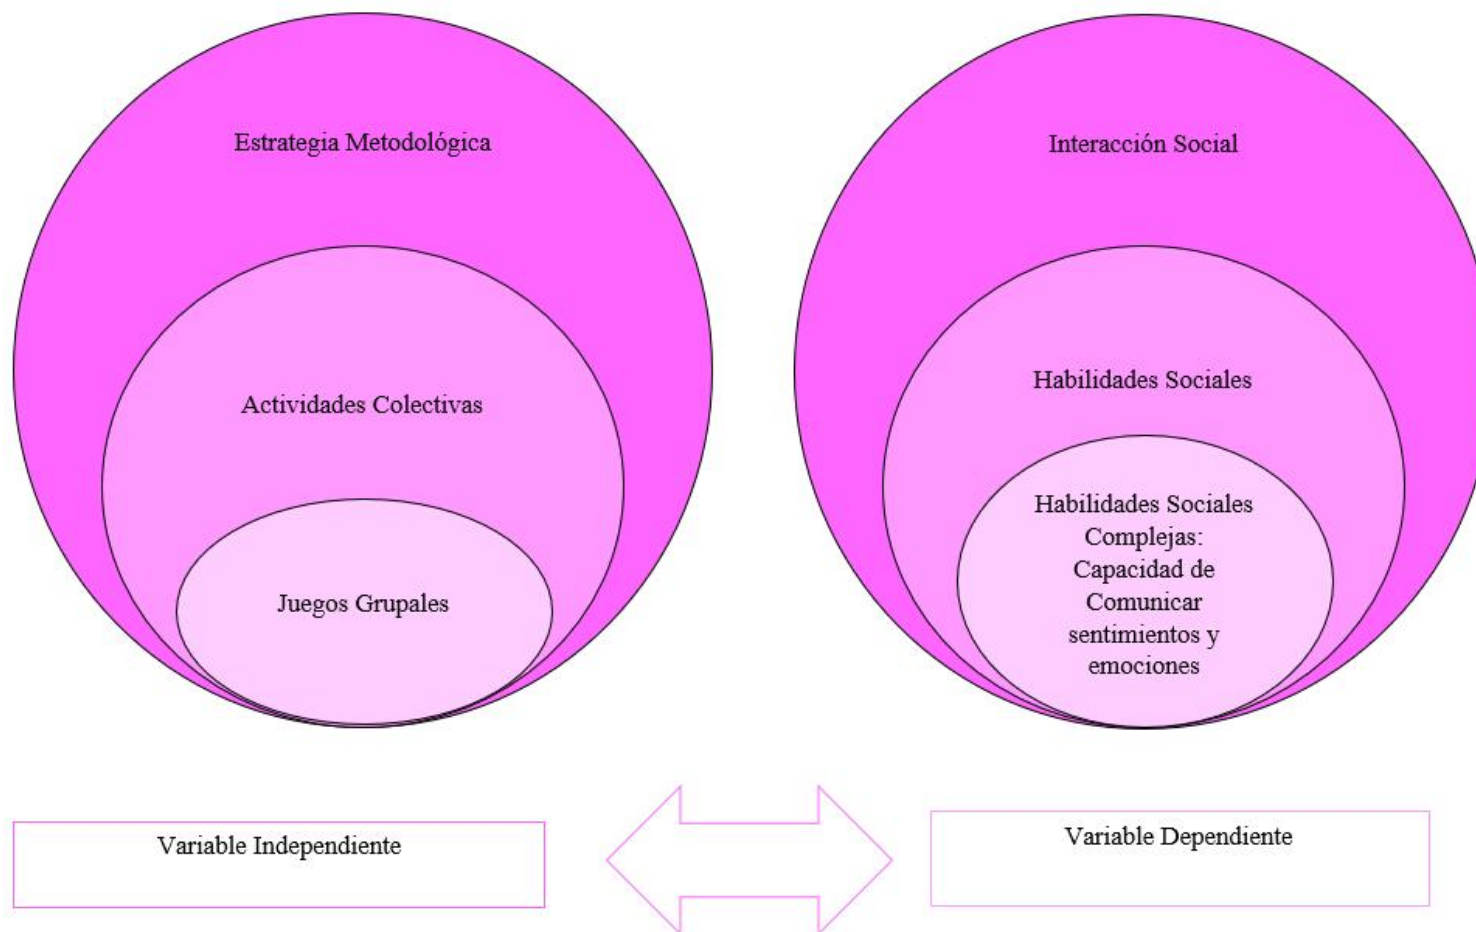 Estrategia Metodológica
Actividades Colectivas
Juegos Grupales
Interacción Social
Habilidades Sociales
Habilidades Sociales
Complejas:
Capacidad de
Comunicar
sentimientos y
emociones
Variable Independiente
Variable Dependiente